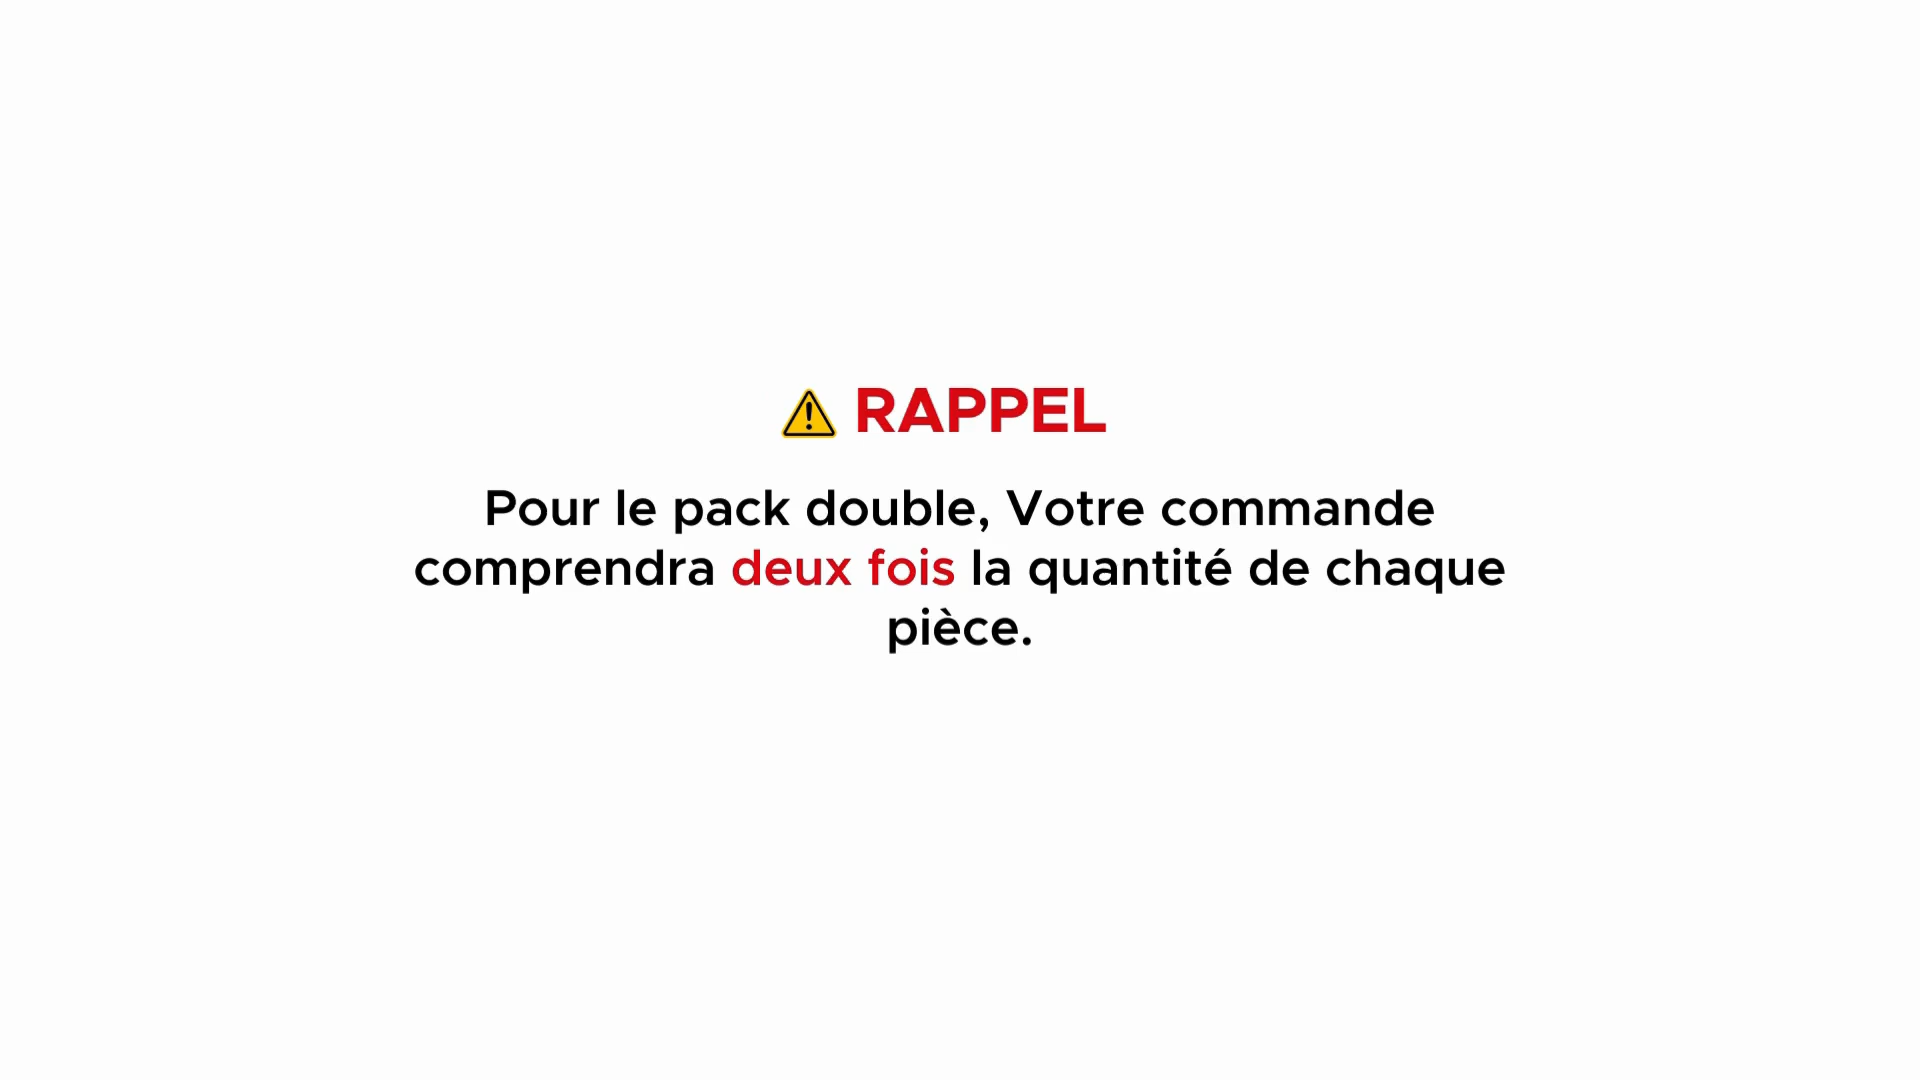 ⚠ RAPPEL
Pour le pack double, Votre commande
comprendra deux fois la quantité de chaque
pièce.